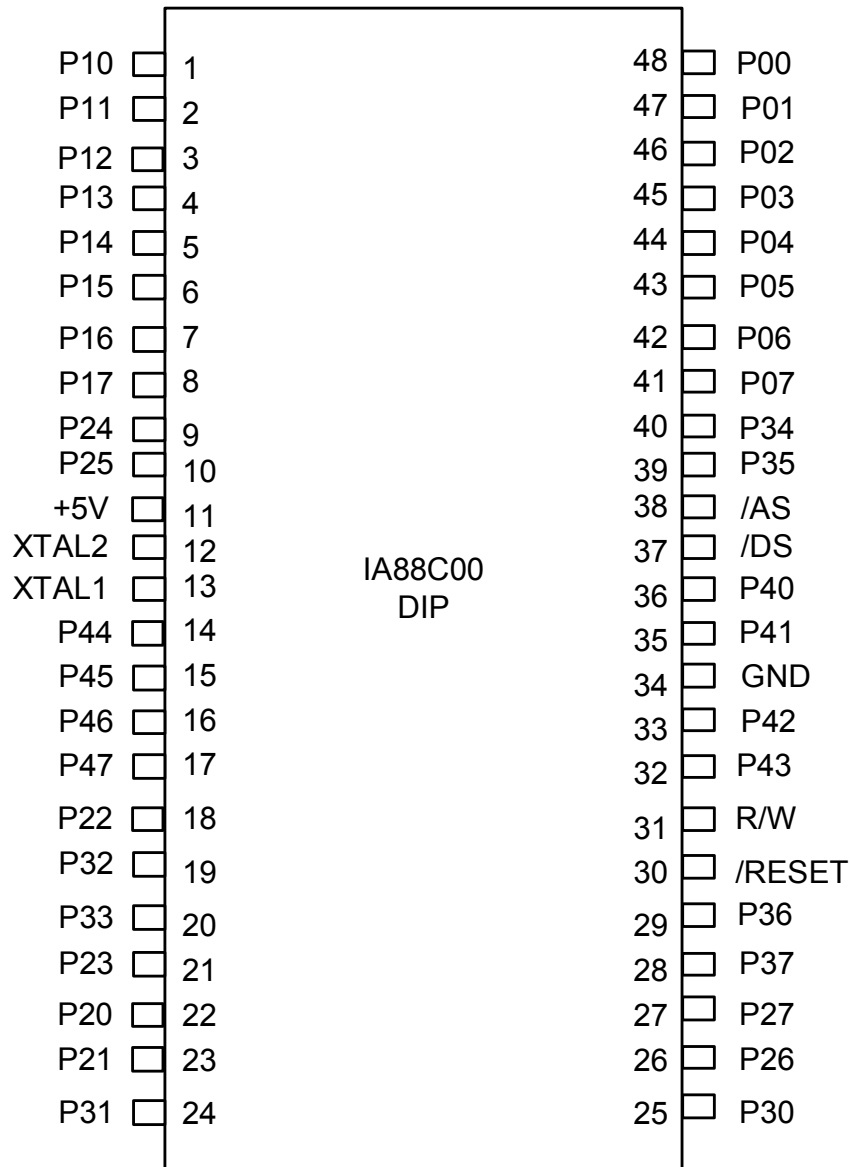 P10 1 48 P00
P11 2 47 P01
P12 3 46 P02
P13 4 45 P03
P14 5 44 P04
P15 6 43 P05
P16 7 42 P06
P17 8 41 P07
P24 9 40 P34
P25 10 39 P35
+5V 11 38 /AS
XTAL2 12 37 /DS
IA88C00
XTAL1 13 36 P40
DIP
P44 14 35 P41
P45 15 34 GND
P46 16 33 P42
P47 17 32 P43
P22 18 31 R/W
P32 19 30 /RESET
P33 20 29 P36
P23 21 28 P37
P20 22 27 P27
P21 23 26 P26
P31 24 25 P30